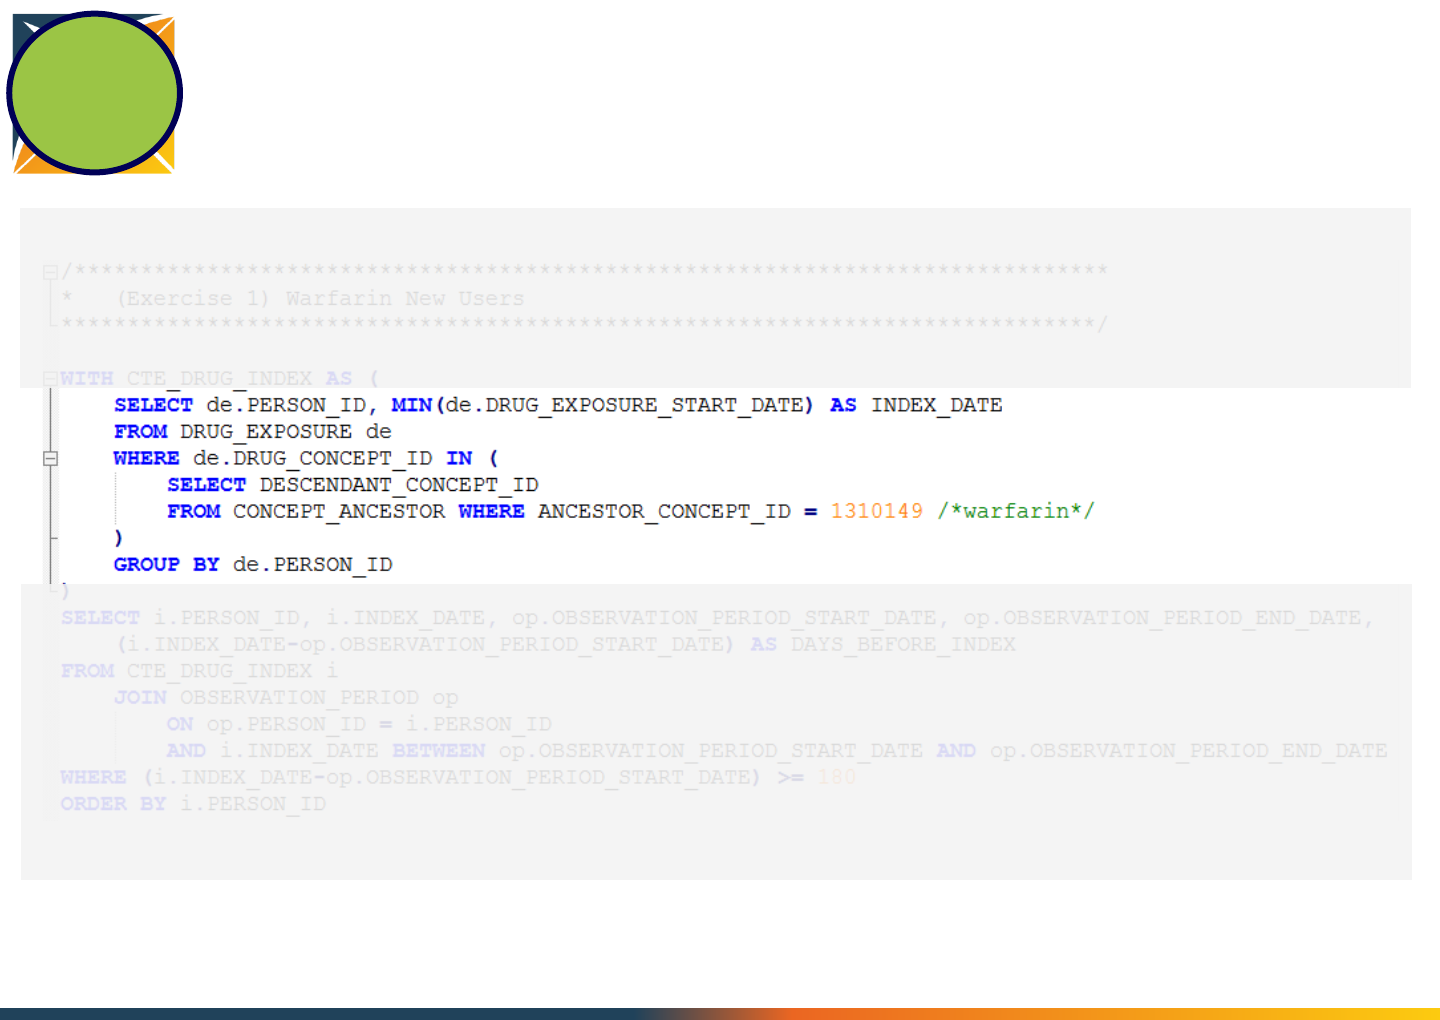 /******************************************************************************
*   (Exercise 1) Warfarin New Users
******************************************************************************/
WITH CTE_DRUG_INDEX AS (
SELECT de.PERSON_ID, MIN(de.DRUG_EXPOSURE_START_DATE) AS INDEX_DATE
FROM DRUG_EXPOSURE de
WHERE de.DRUG_CONCEPT_ID IN (
SELECT DESCENDANT_CONCEPT_ID
FROM CONCEPT_ANCESTOR WHERE ANCESTOR_CONCEPT_ID = 1310149 /*warfarin*/
)
GROUP BY de.PERSON_ID
)
SELECT i.PERSON_ID, i.INDEX_DATE, op.OBSERVATION_PERIOD_START_DATE, op.OBSERVATION_PERIOD_END_DATE,
(i.INDEX_DATE-op.OBSERVATION_PERIOD_START_DATE) AS DAYS_BEFORE_INDEX
FROM CTE_DRUG_INDEX i
JOIN OBSERVATION_PERIOD op
ON op.PERSON_ID = i.PERSON_ID
AND i.INDEX_DATE BETWEEN op.OBSERVATION_PERIOD_START_DATE AND op.OBSERVATION_PERIOD_END_DATE
WHERE (i.INDEX_DATE-op.OBSERVATION_PERIOD_START_DATE) >= 180
ORDER BY i.PERSON_ID